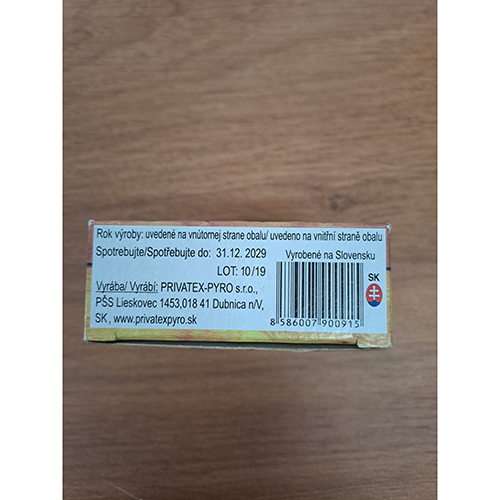 Rok výroby: uvedené na vnútornej strane obalu/ uvedeno na vnitřní straně obalu
Spotrebujte/Spotřebujte do: 31.12. 2029
Vyrobené na Slovensku
LOT: 10/19
SK
Vyrába/ Vyrábí: PRIVATEX-PYRO s.r.o.,
PŠS Lieskovec 1453,018 41 Dubnica n/V,
SK , www.privatexpyro.sk
8 586007 900915